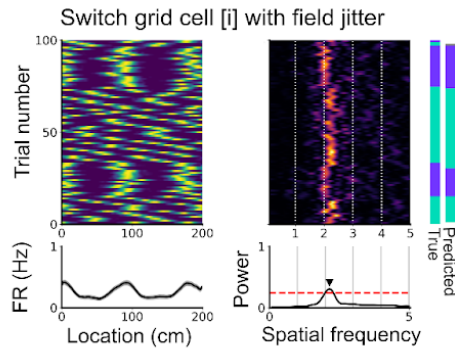 Switch grid cell [i] with field jitter
Trial number
100
50
0
0
100
200
1
2
3
4
5
True
Predicted
FR (Hz)
1
0
0
100
200
Location (cm)
Power
1
0
0
5
Spatial frequency